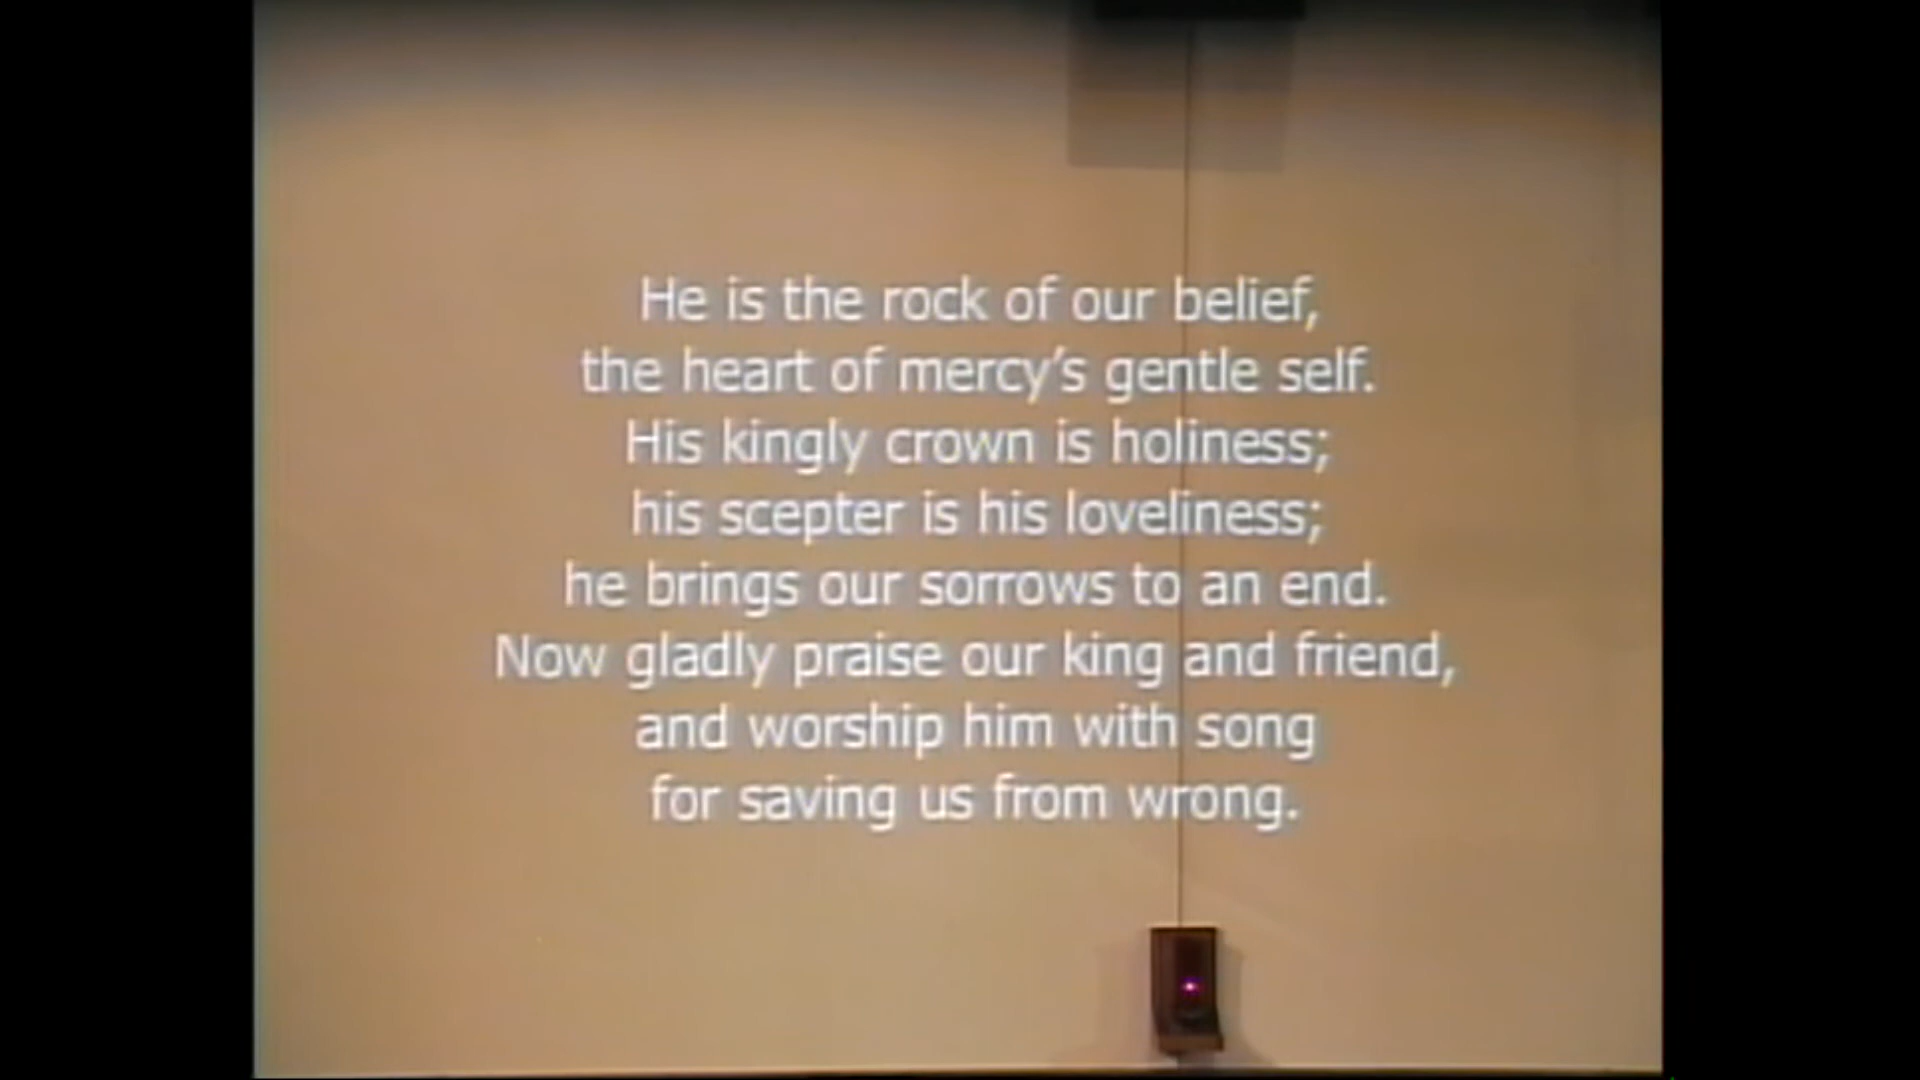 He is the rock of our belief,
the heart of mercy’s gentle self.
His kingly crown is holiness;
his scepter is his loveliness;
he brings our sorrows to an end.
Now gladly praise our king and friend,
and worship him with song
for saving us from wrong.